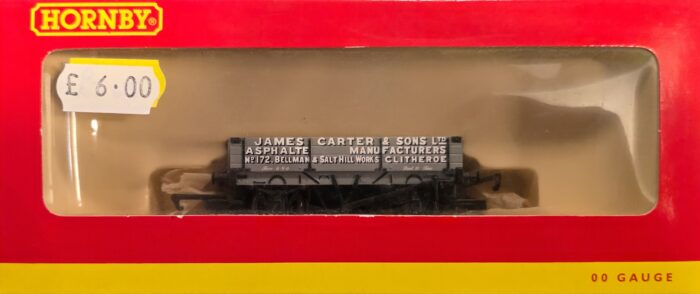 HORNBY®
£ 6.00
JAMES CARTER & SONS LTD
ASPHALTE MANUFACTURERS
No 172. BELLMAN & SALT HILL WORKS CLITHEROE
00 GAUGE